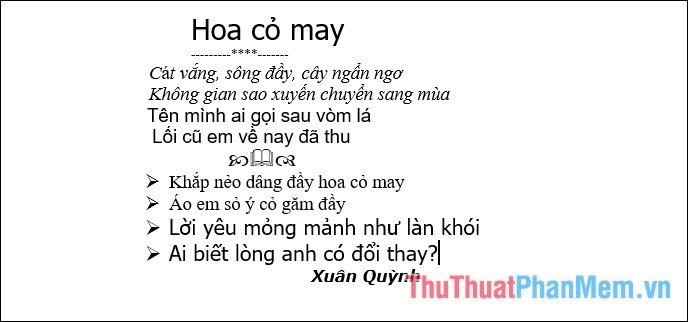 Hoa cỏ may
---------****-------
Cát vắng, sông đầy, cây ngẩn ngơ
Không gian sao xuyến chuyển sang mùa
Tên mình ai gọi sau vòm lá
Lối cũ em về nay đã thu
➢ Khắp nẻo dâng đầy hoa cỏ may
➢ Áo em sỏ ý cỏ găm đầy
➢ Lời yêu mỏng mảnh như làn khói
➢ Ai biết lòng anh có đổi thay?
Xuân Quỳnh
ThuThuatPhanMem.vn